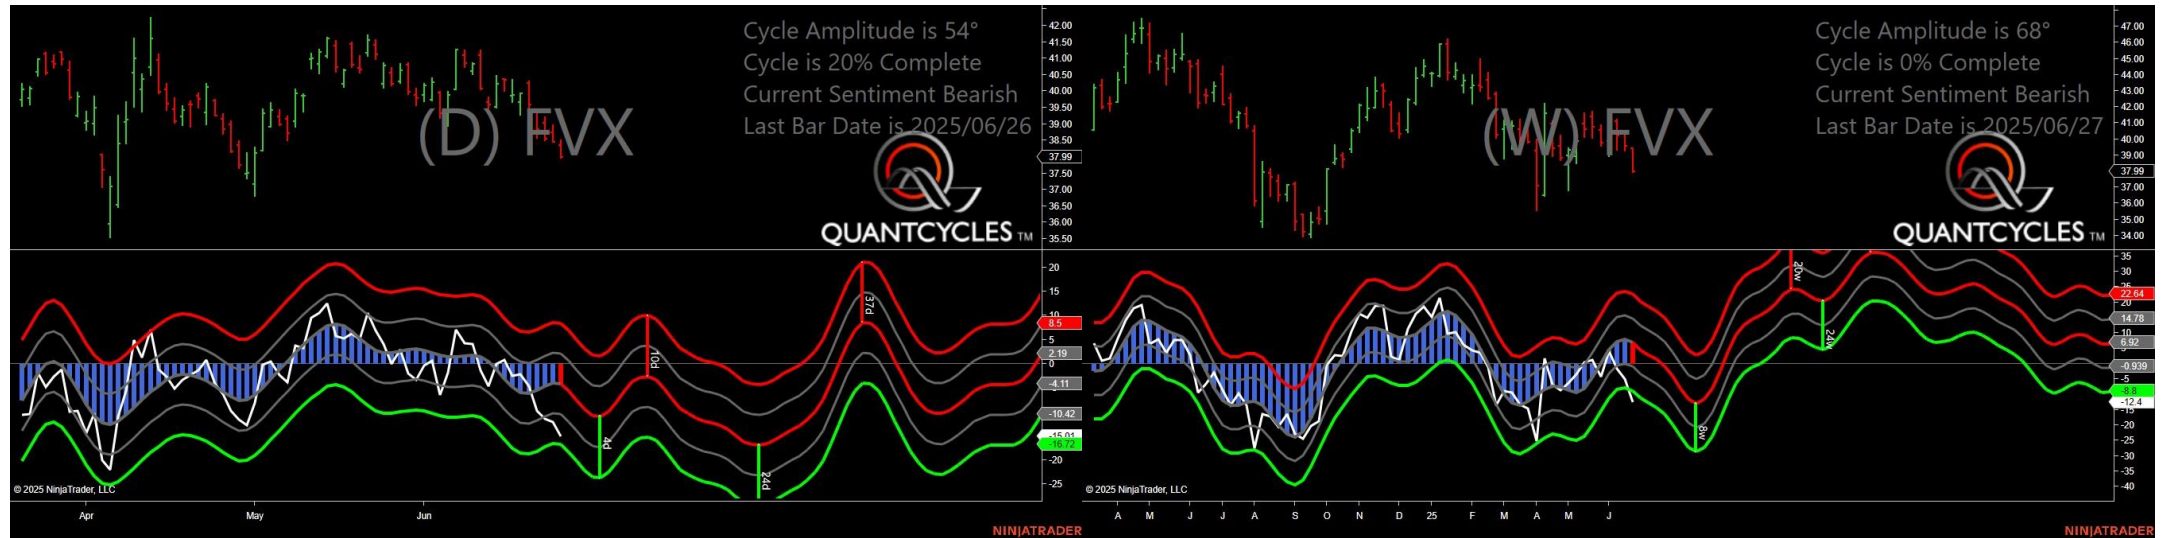 Cycle Amplitude is 54°
Cycle is 20% Complete
Current Sentiment Bearish
Last Bar Date is 2025/06/26
(D) FVX
QUANTCYCLES TM
42.00
41.50
41.00
40.50
40.00
39.50
39.00
38.50
37.99
37.50
37.00
36.50
36.00
35.50
20
15
10
8.5
5
2.19
0
-4.11
-10.42
-15.01
-16.72
-20
-25
4d
10d
24d
37d
© 2025 NinjaTrader, LLC
Apr May Jun
NINJATRADER
Cycle Amplitude is 68°
Cycle is 0% Complete
Current Sentiment Bearish
Last Bar Date is 2025/06/27
(W) FVX
QUANTCYCLES TM
47.00
46.00
45.00
44.00
43.00
42.00
41.00
40.00
39.00
37.99
37.00
36.00
35.00
34.00
35
30
22.64
20
14.78
10
6.92
-0.939
-5
-8.8
-12.4
-15
-20
-25
-30
-35
-40
8w
20w
24w
© 2025 NinjaTrader, LLC
A M J J A S O N D 25 F M A M J
NINJATRADER